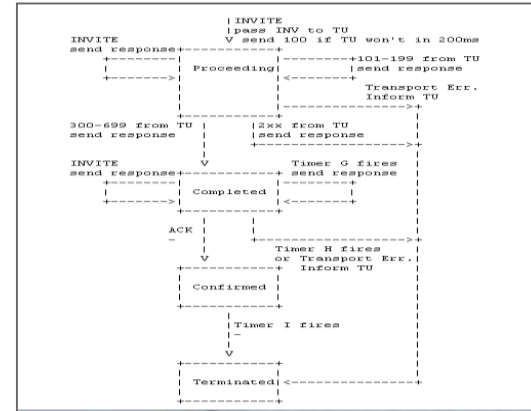 |INVITE
|pass INV to TU
INVITE V send 100 if TU won't in 200ms
send response
101-199 from TU
Proceeding send response
Transport Err.
Inform TU
300-699 from TU 2xx from TU
send response send response
INVITE Timer G fires
send response send response
Completed
ACK
-
Timer H fires
or Transport Err.
Inform TU
Confirmed
Timer I fires
-
V
Terminated